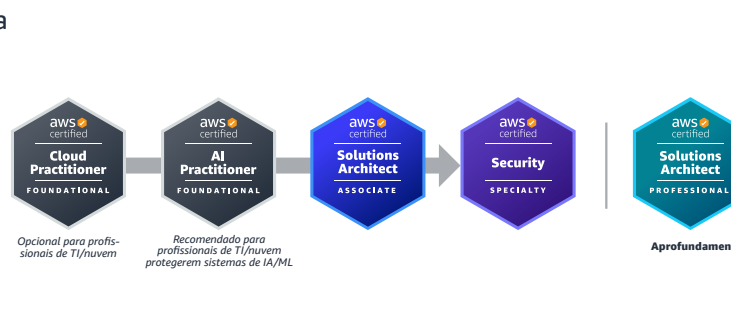 a
aws
certified
Cloud
Practitioner
FOUNDATIONAL
aws
certified
AI
Practitioner
FOUNDATIONAL
aws
certified
Solutions
Architect
ASSOCIATE
aws
certified
Security
SPECIALTY
aws
certified
Solutions
Architect
PROFESSIONAL
Opcional para profis-
sionais de TI/nuvem
Recomendado para
profissionais de TI/nuvem
protegerem sistemas de IA/ML
Aprofundamen